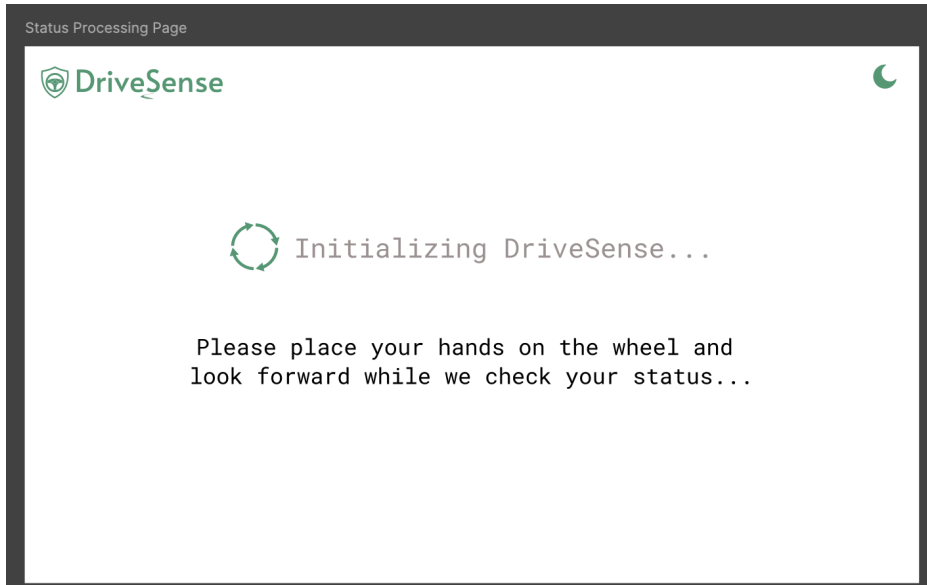 Status Processing Page
DriveSense
Initializing DriveSense...
Please place your hands on the wheel and
look forward while we check your status...